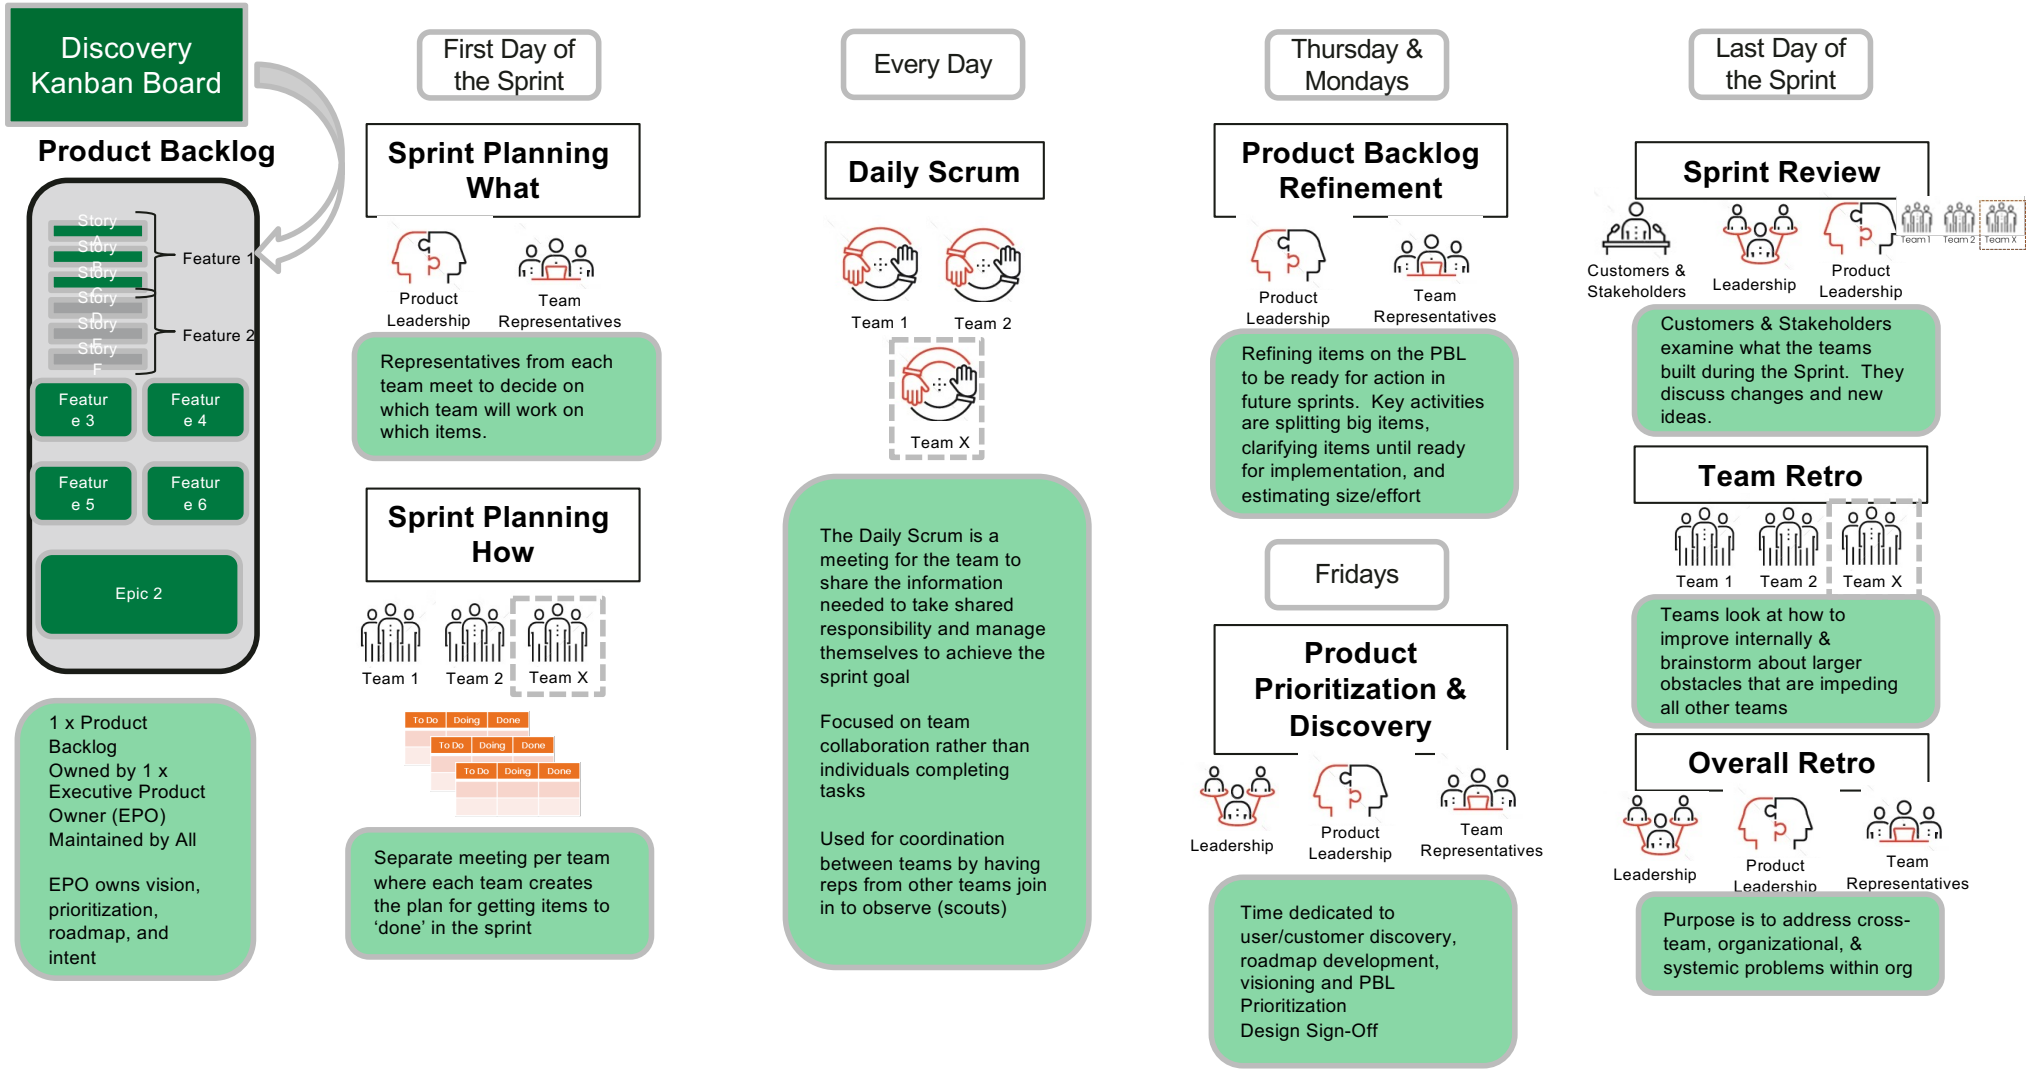 Discovery
Kanban Board
Product Backlog
Story
A
Story
B
Story
C
Story
D
Story
E
Story
F
Feature 1
Feature 2
Featur
e 3
Featur
e 4
Featur
e 5
Featur
e 6
Epic 2
1 x Product
Backlog
Owned by 1 x
Executive Product
Owner (EPO)
Maintained by All
EPO owns vision,
prioritization,
roadmap, and
intent
First Day of
the Sprint
Sprint Planning
What
Product
Leadership
Team
Representatives
Representatives from each
team meet to decide on
which team will work on
which items.
Sprint Planning
How
Team 1
Team 2
Team X
To Do Doing Done
To Do Doing Done
To Do Doing Done
Separate meeting per team
where each team creates
the plan for getting items to
‘done’ in the sprint
Every Day
Daily Scrum
Team 1
Team 2
Team X
The Daily Scrum is a
meeting for the team to
share the information
needed to take shared
responsibility and manage
themselves to achieve the
sprint goal
Focused on team
collaboration rather than
individuals completing
tasks
Used for coordination
between teams by having
reps from other teams join
in to observe (scouts)
Thursday &
Mondays
Product Backlog
Refinement
Product
Leadership
Team
Representatives
Refining items on the PBL
to be ready for action in
future sprints.  Key activities
are splitting big items,
clarifying items until ready
for implementation, and
estimating size/effort
Fridays
Product
Prioritization &
Discovery
Leadership
Product
Leadership
Team
Representatives
Time dedicated to
user/customer discovery,
roadmap development,
visioning and PBL
Prioritization
Design Sign-Off
Last Day of
the Sprint
Sprint Review
Customers &
Stakeholders
Leadership
Product
Leadership
Team 1
Team 2
Team X
Customers & Stakeholders
examine what the teams
built during the Sprint.  They
discuss changes and new
ideas.
Team Retro
Team 1
Team 2
Team X
Teams look at how to
improve internally &
brainstorm about larger
obstacles that are impeding
all other teams
Overall Retro
Leadership
Product
Leadership
Team
Representatives
Purpose is to address cross-
team, organizational, &
systemic problems within org